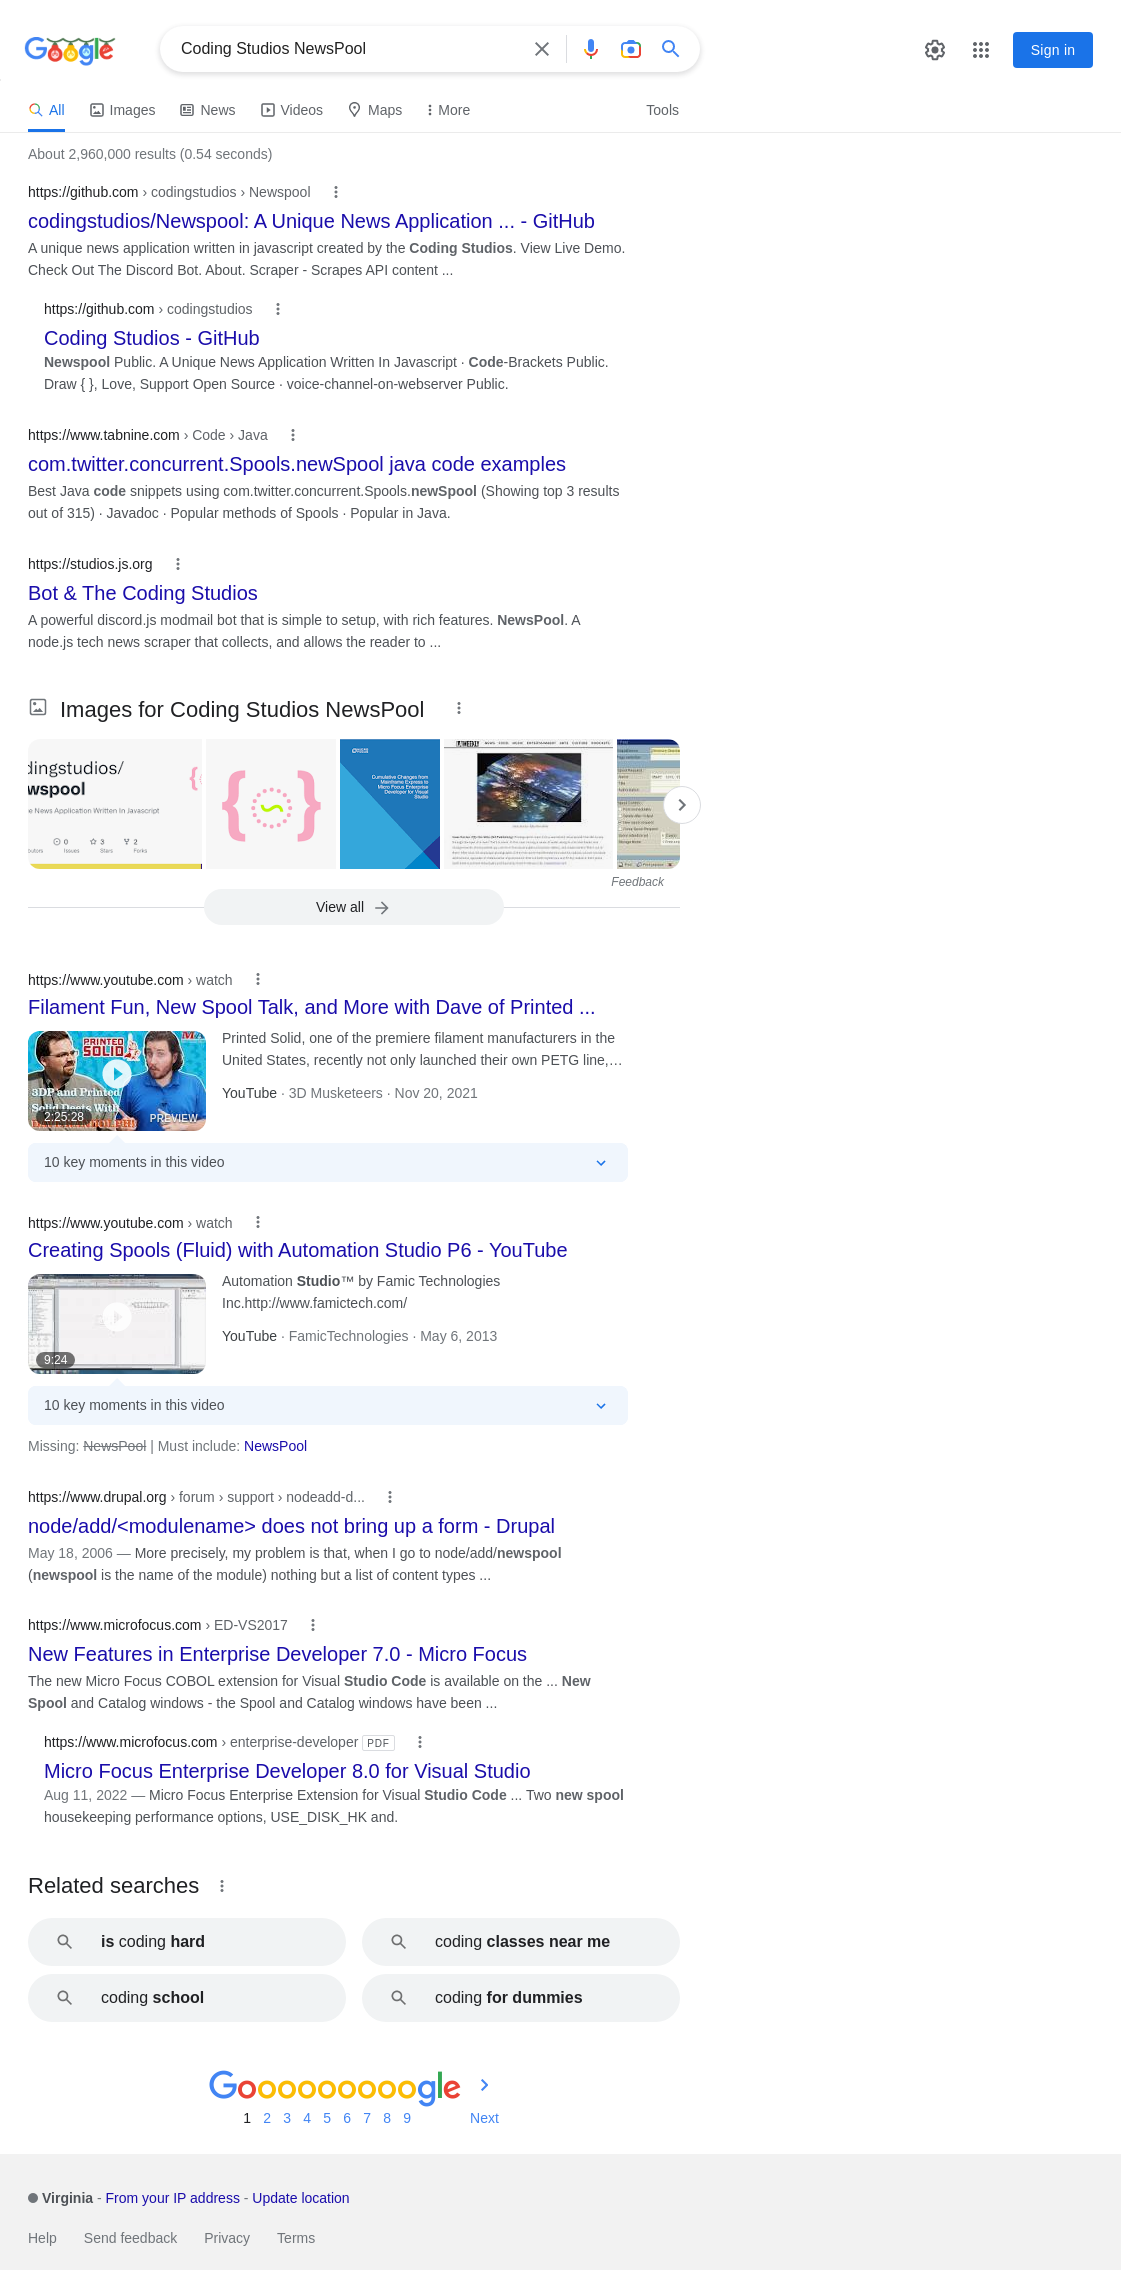 Google
Coding Studios NewsPool
Sign in
All Images News Videos Maps More Tools
About 2,960,000 results (0.54 seconds)
https://github.com › codingstudios › Newspool
codingstudios/Newspool: A Unique News Application ... - GitHub
A unique news application written in javascript created by the Coding Studios. View Live Demo.
Check Out The Discord Bot. About. Scraper - Scrapes API content ...
https://github.com › codingstudios
Coding Studios - GitHub
Newspool Public. A Unique News Application Written In Javascript · Code-Brackets Public.
Draw { }, Love, Support Open Source · voice-channel-on-webserver Public.
https://www.tabnine.com › Code › Java
com.twitter.concurrent.Spools.newSpool java code examples
Best Java code snippets using com.twitter.concurrent.Spools.newSpool (Showing top 3 results
out of 315) · Javadoc · Popular methods of Spools · Popular in Java.
https://studios.js.org
Bot & The Coding Studios
A powerful discord.js modmail bot that is simple to setup, with rich features. NewsPool. A
node.js tech news scraper that collects, and allows the reader to ...
Images for Coding Studios NewsPool
dingstudios/
wspool
e News Application Written In Javascript
0 3 2
utors Issues Stars Forks
Cumulative Changes from
Mainframe Express to
Micro Focus Enterprise
Developer for Visual
Studio
Feedback
View all
https://www.youtube.com › watch
Filament Fun, New Spool Talk, and More with Dave of Printed ...
PRINTED
SOLID
3DP and Printed
Solid Deets With
2:25:28 PREVIEW
Printed Solid, one of the premiere filament manufacturers in the
United States, recently not only launched their own PETG line,…
YouTube · 3D Musketeers · Nov 20, 2021
10 key moments in this video
https://www.youtube.com › watch
Creating Spools (Fluid) with Automation Studio P6 - YouTube
9:24
Automation Studio™ by Famic Technologies
Inc.http://www.famictech.com/
YouTube · FamicTechnologies · May 6, 2013
10 key moments in this video
Missing: NewsPool | Must include: NewsPool
https://www.drupal.org › forum › support › nodeadd-d...
node/add/<modulename> does not bring up a form - Drupal
May 18, 2006 — More precisely, my problem is that, when I go to node/add/newspool
(newspool is the name of the module) nothing but a list of content types ...
https://www.microfocus.com › ED-VS2017
New Features in Enterprise Developer 7.0 - Micro Focus
The new Micro Focus COBOL extension for Visual Studio Code is available on the ... New
Spool and Catalog windows - the Spool and Catalog windows have been ...
https://www.microfocus.com › enterprise-developer PDF
Micro Focus Enterprise Developer 8.0 for Visual Studio
Aug 11, 2022 — Micro Focus Enterprise Extension for Visual Studio Code ... Two new spool
housekeeping performance options, USE_DISK_HK and.
Related searches
is coding hard
coding classes near me
coding school
coding for dummies
Gooooooooogle
1 2 3 4 5 6 7 8 9 Next
Virginia - From your IP address - Update location
Help Send feedback Privacy Terms